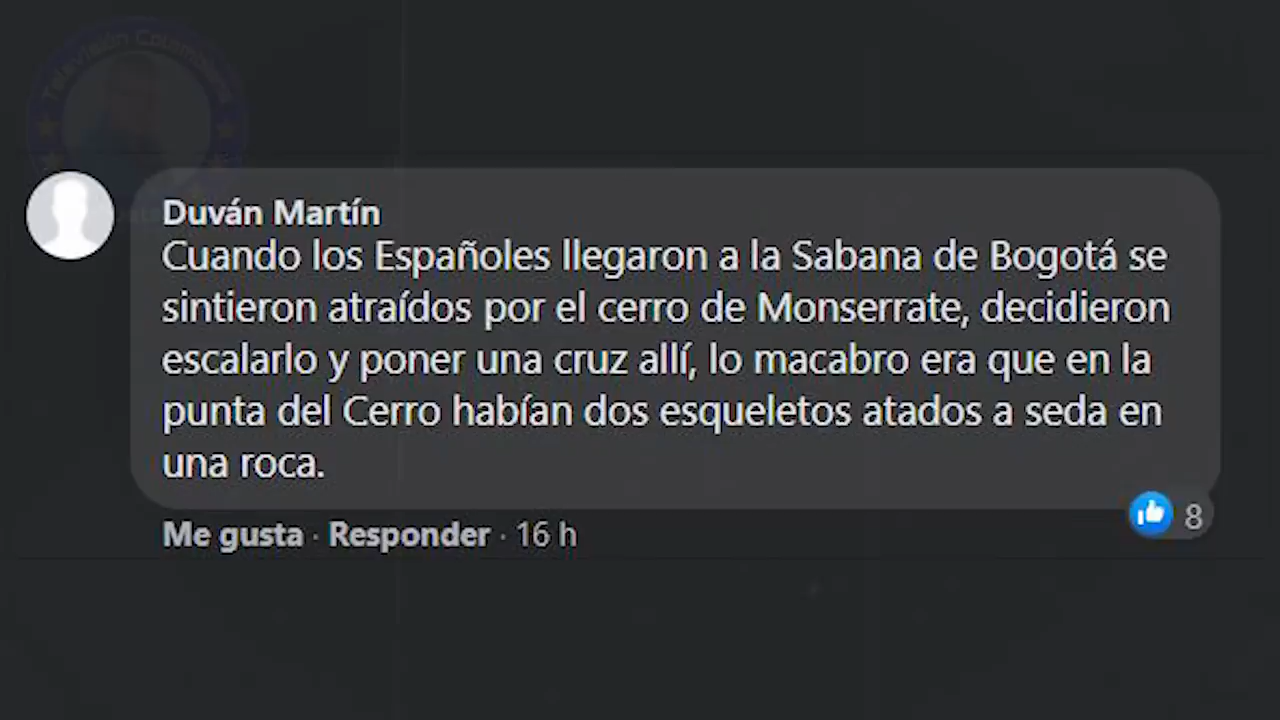 Televisión
Duván Martín
Cuando los Españoles llegaron a la Sabana de Bogotá se
sintieron atraídos por el cerro de Monserrate, decidieron
escalarlo y poner una cruz allí, lo macabro era que en la
punta del Cerro habían dos esqueletos atados a seda en
una roca.
Me gusta · Responder · 16 h
8